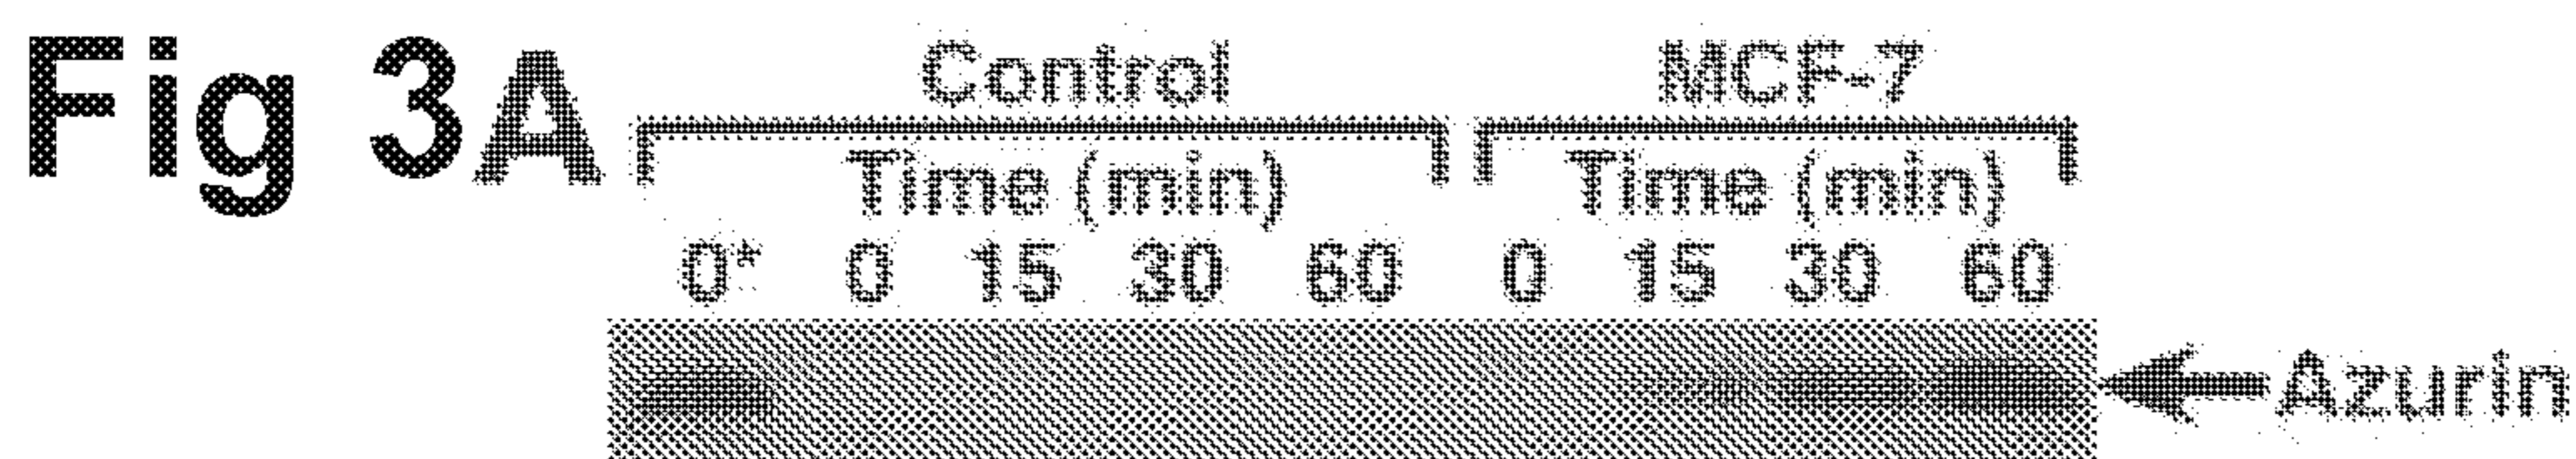 Fig 3A
Control MCF-7
Time (min) Time (min)
0* 0 15 30 60 0 15 30 60
Azurin